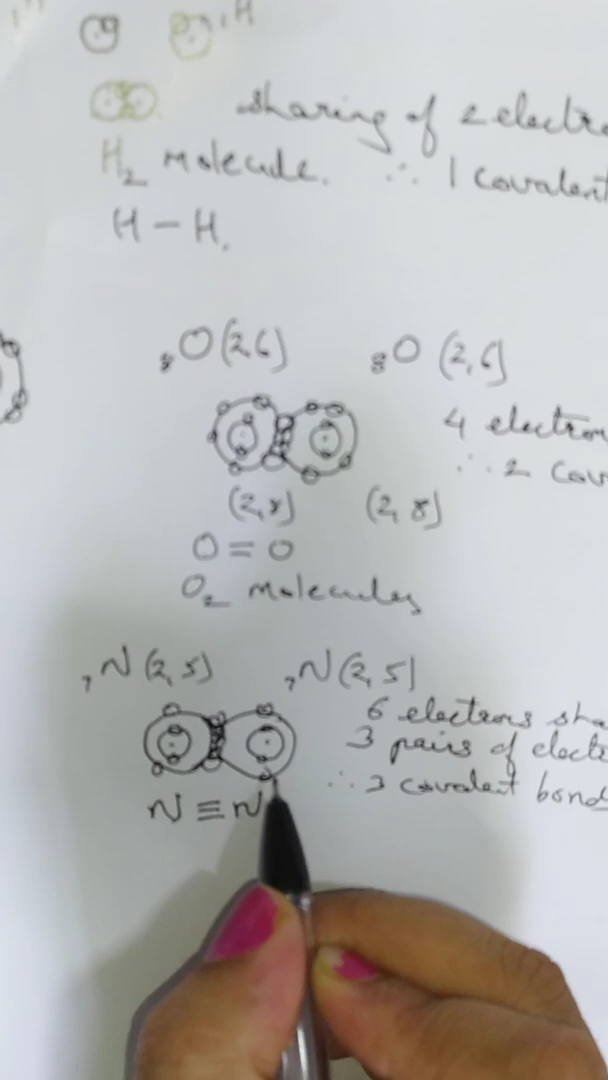 H
sharing of 2 electro
H₂ molecule. ∴ 1 covalent
H – H.
₈O (2,6) ₈O (2,6)
4 electron
∴ 2 cov
(2,8) (2,8)
O = O
O₂ molecules
₇N (2,5) ₇N (2,5)
6 electrons sha
3 pairs of electr
∴ 3 covalent bond
N ≡ N